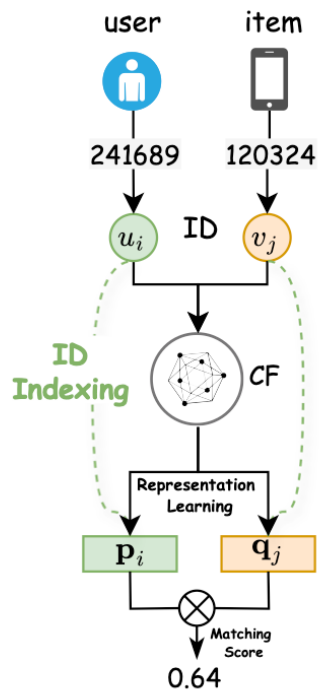 user item
241689 120324
u_i ID v_j
ID
Indexing
CF
Representation
Learning
p_i q_j
Matching
Score
0.64